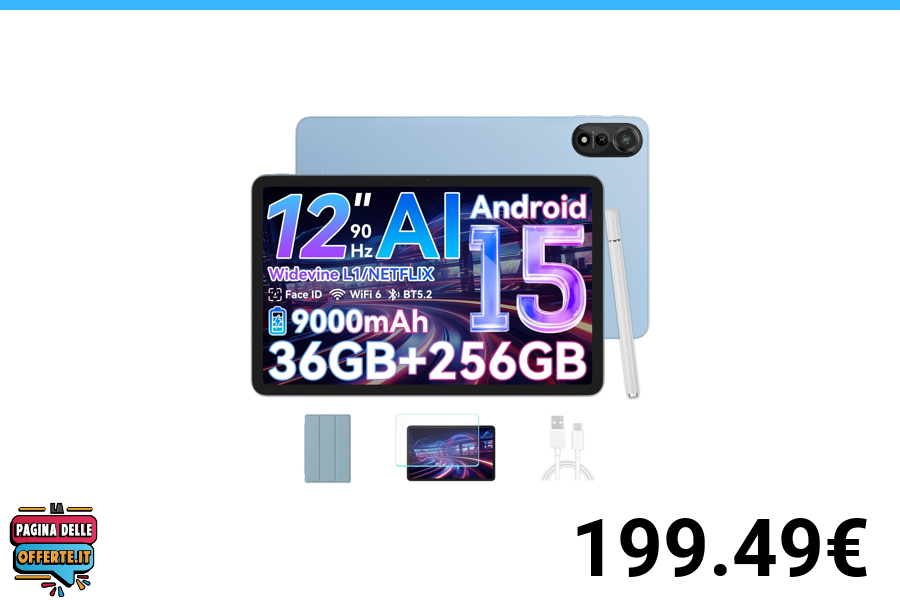 12" 90 Hz AI Android 15
Widevine L1/NETFLIX
Face ID WiFi 6 BT5.2
9000mAh
36GB+256GB
LA
PAGINA DELLE
OFFERTE.IT
199.49€